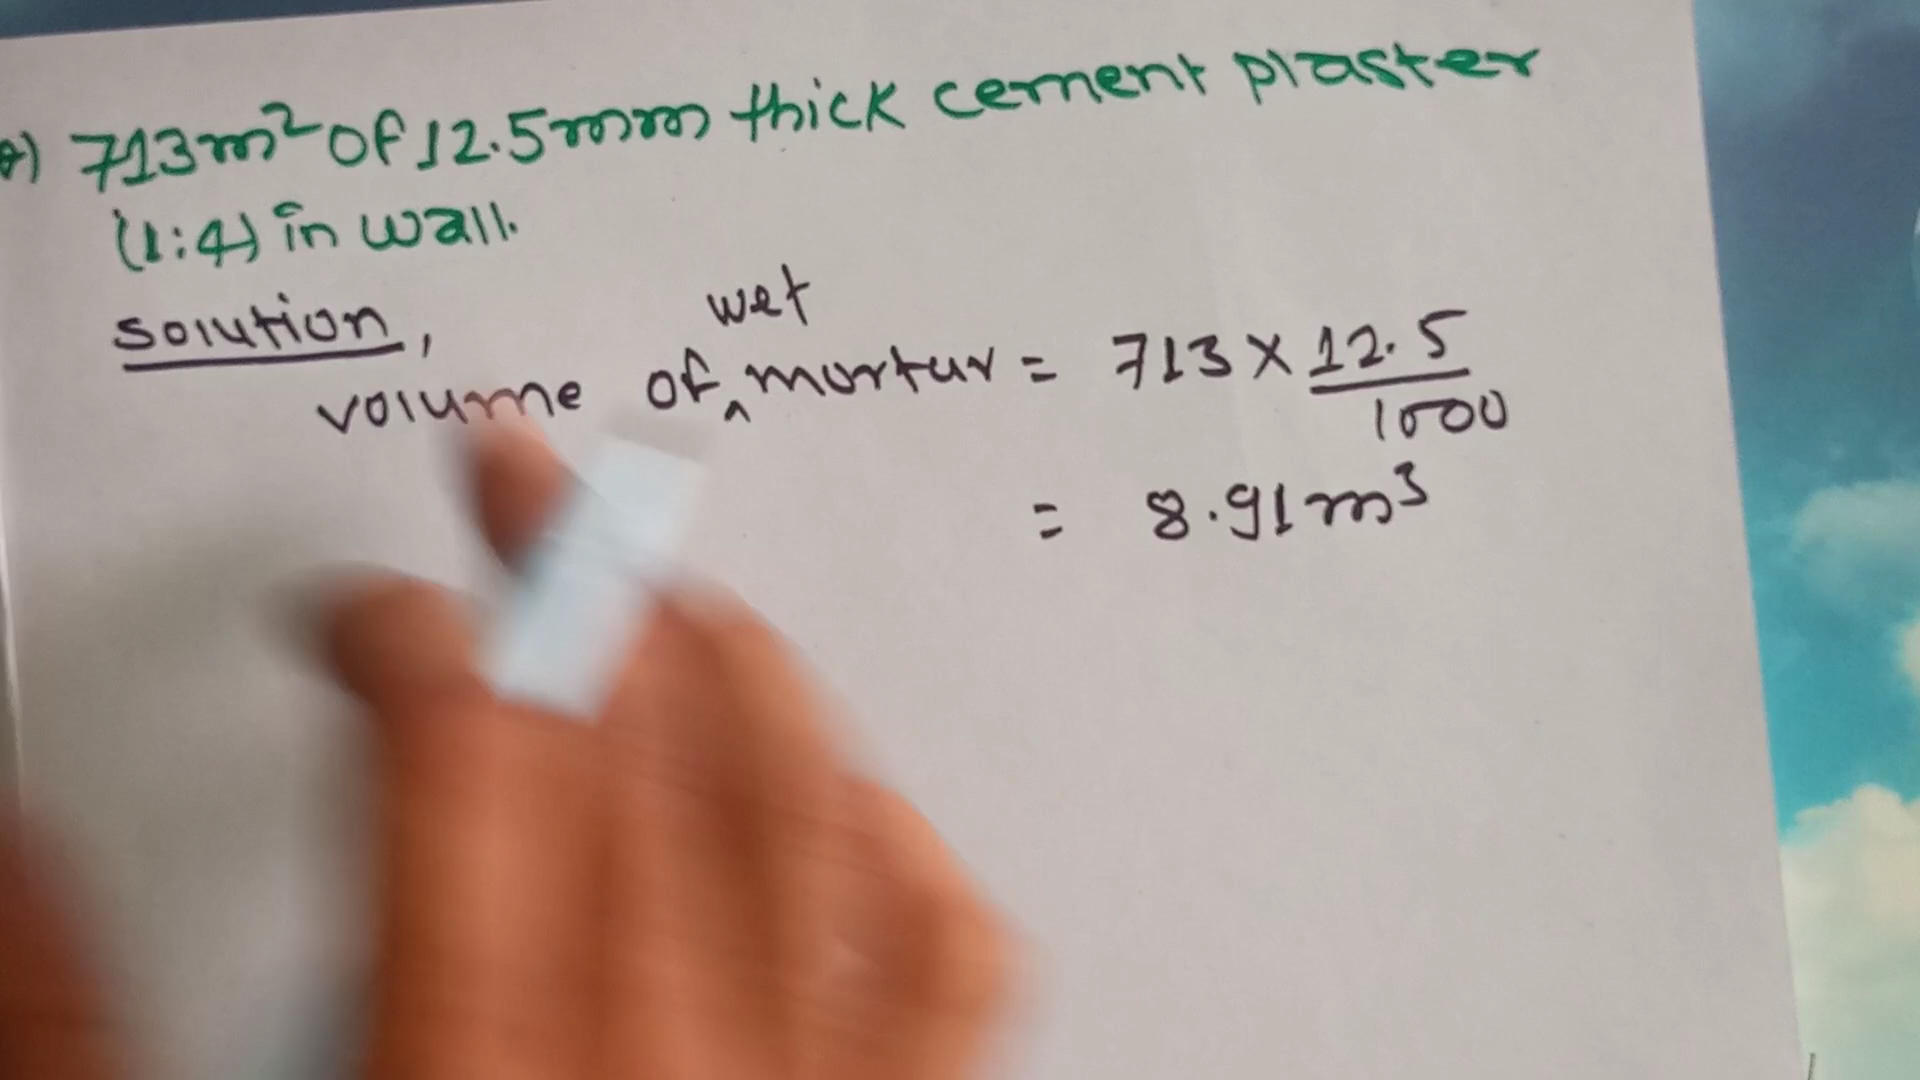 a) 713m² of 12.5mm thick cement plaster
(1:4) in wall.
Solution,
volume of ^ wet mortar = 713 × 12.5/1000
= 8.91m³